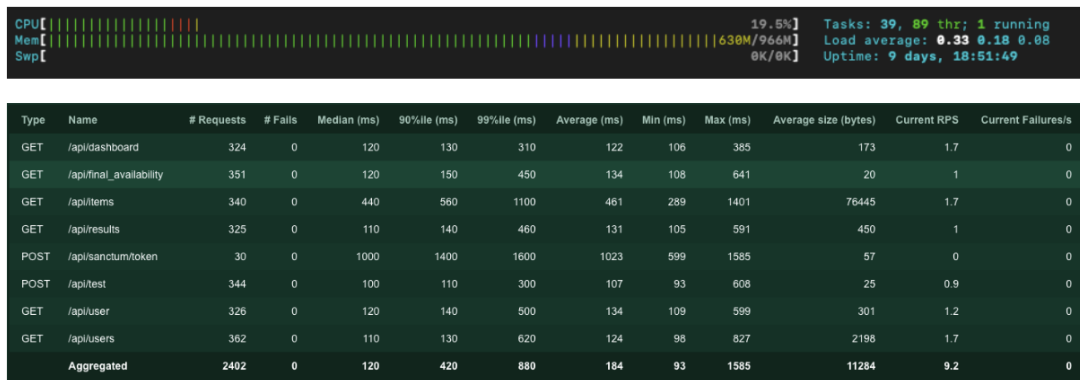 CPU[||||||||||||||||||||| 19.5%] Tasks: 39, 89 thr; 1 running
Mem[||||||||||||||||||||||||||||||||||||||||||||||||||||||||||||||||||||||||||||630M/966M] Load average: 0.33 0.18 0.08
Swp[ 0K/0K] Uptime: 9 days, 18:51:49
Type Name # Requests # Fails Median (ms) 90%ile (ms) 99%ile (ms) Average (ms) Min (ms) Max (ms) Average size (bytes) Current RPS Current Failures/s
GET /api/dashboard 324 0 120 130 310 122 106 385 173 1.7 0
GET /api/final_availability 351 0 120 150 450 134 108 641 20 1 0
GET /api/items 340 0 440 560 1100 461 289 1401 76445 1.7 0
GET /api/results 325 0 110 140 460 131 105 591 450 1 0
POST /api/sanctum/token 30 0 1000 1400 1600 1023 599 1585 57 0 0
POST /api/test 344 0 100 110 300 107 93 608 25 0.9 0
GET /api/user 326 0 120 140 500 134 109 599 301 1.2 0
GET /api/users 362 0 110 130 620 124 98 827 2198 1.7 0
Aggregated 2402 0 120 420 880 184 93 1585 11284 9.2 0